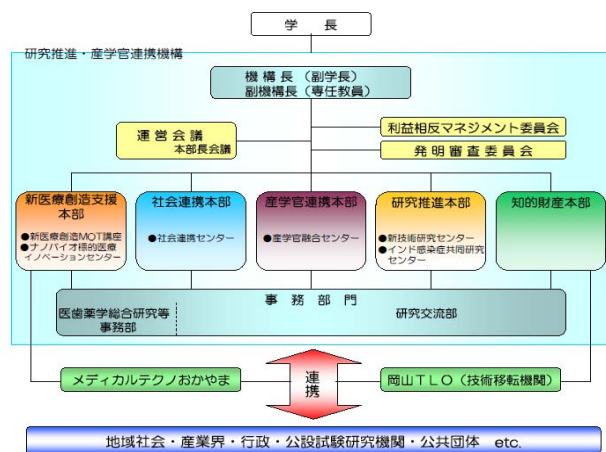 学 長
研究推進・産学官連携機構
機 構 長 （副学長）
副機構長（専任教員）
運 営 会 議
本部長会議
利益相反マネジメント委員会
発 明 審 査 委 員 会
新医療創造支援
本部
●新医療創造MOT講座
●ナノバイオ標的医療
イノベーションセンター
社会連携本部
●社会連携センター
産学官連携本部
●産学官融合センター
研究推進本部
●新技術研究センター
●インド感染症共同研究
センター
知的財産本部
事 務 部 門
医歯薬学総合研究等
事務部
研究交流部
メディカルテクノおかやま
連
携
岡山TLO（技術移転機関）
地域社会・産業界・行政・公設試験研究機関・公共団体 etc.